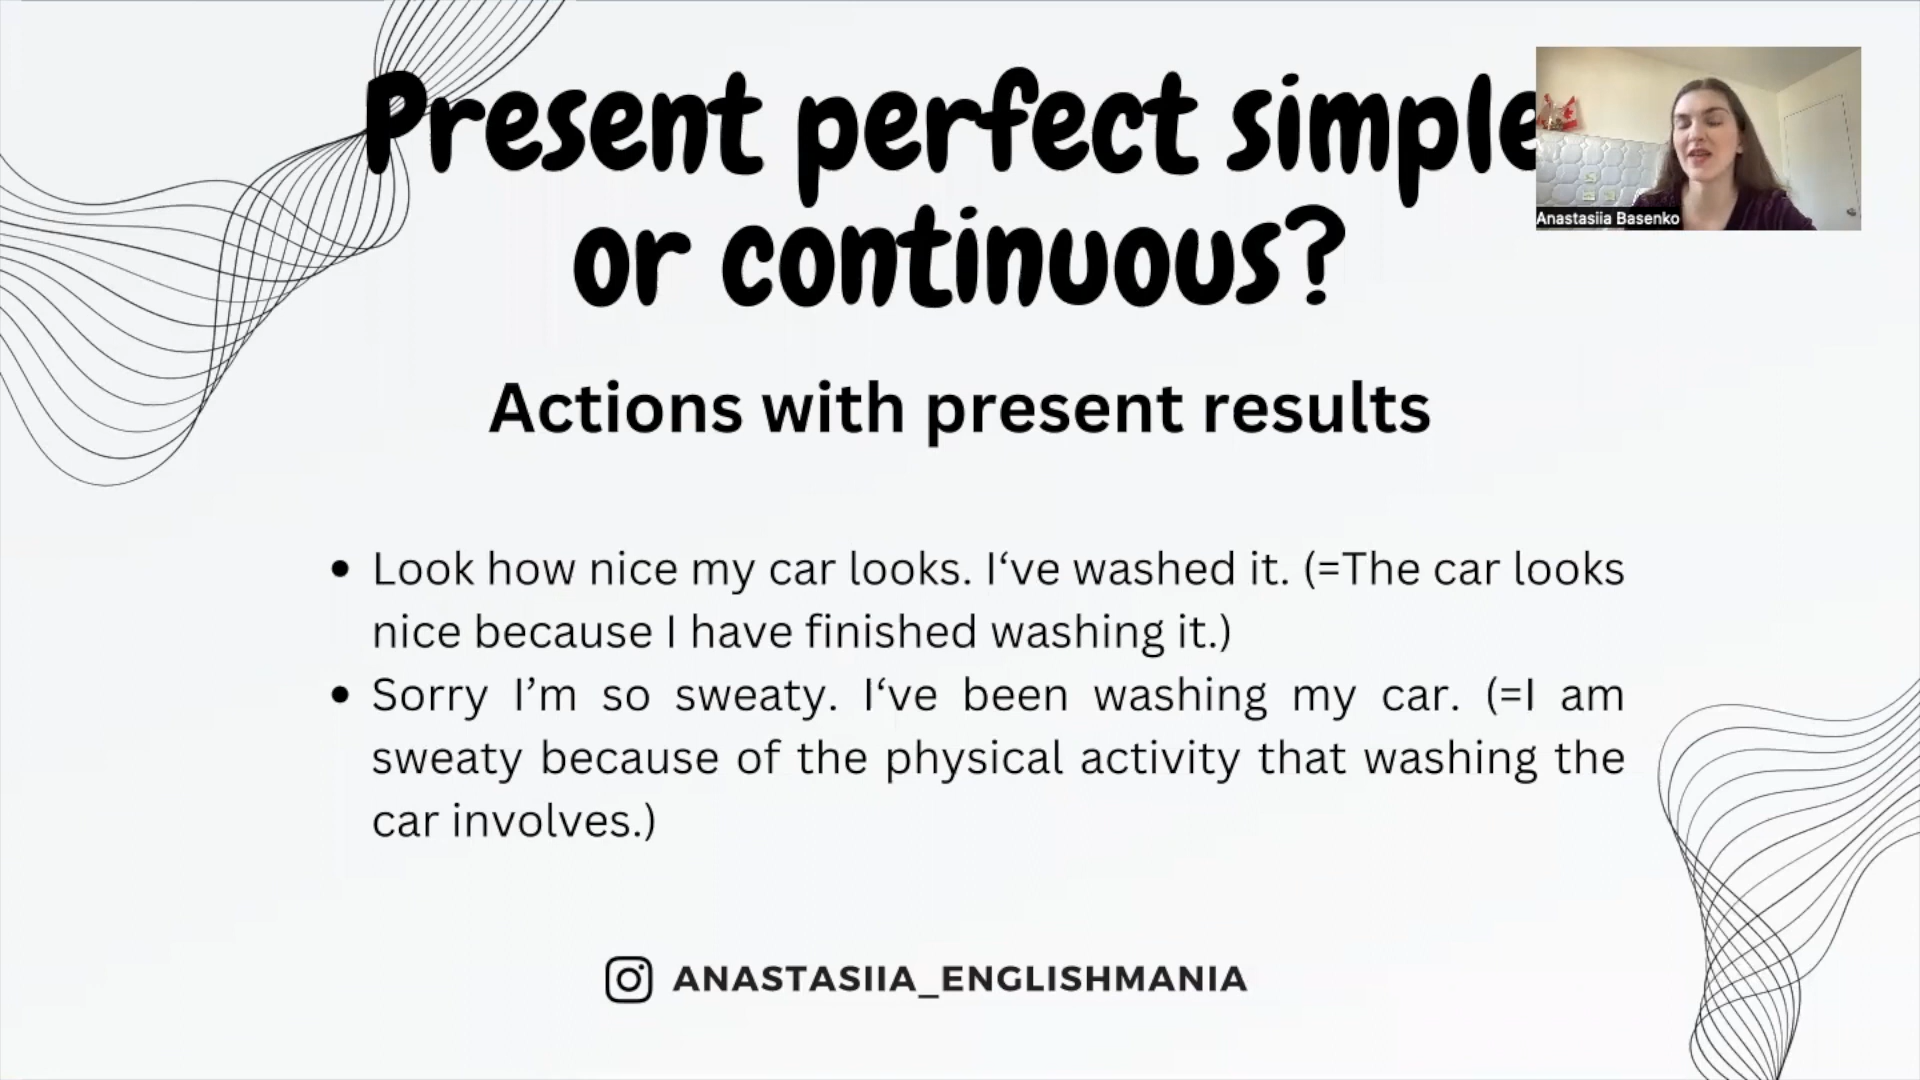 Present perfect simple
or continuous?
Anastasiia Basenko
Actions with present results
• Look how nice my car looks. I‘ve washed it. (=The car looks
nice because I have finished washing it.)
• Sorry I’m so sweaty. I‘ve been washing my car. (=I am
sweaty because of the physical activity that washing the
car involves.)
ANASTASIIA_ENGLISHMANIA